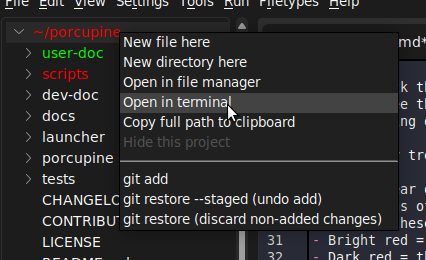 File Edit View Settings Tools Run Filetypes Help
~/porcupine
user-doc
scripts
dev-doc
docs
launcher
porcupine
tests
CHANGELO
CONTRIBUT
LICENSE
New file here
New directory here
Open in file manager
Open in terminal
Copy full path to clipboard
Hide this project
git add
git restore --staged (undo add)
git restore (discard non-added changes)
md*
31 - Bright red =
32 - Dark red = th